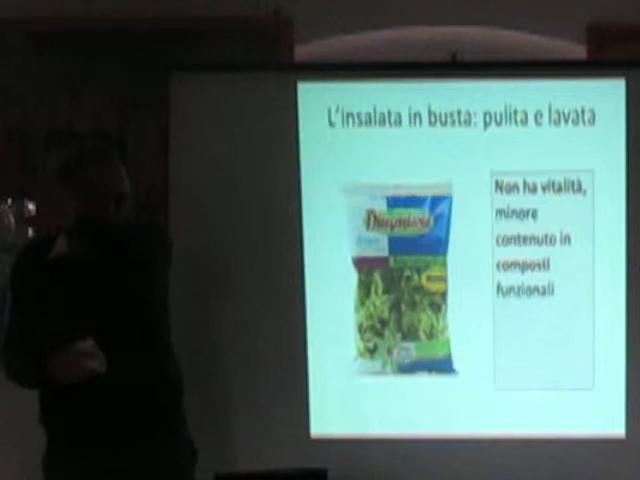 L'insalata in busta: pulita e lavata
Non ha vitalità,
minore
contenuto in
composti
funzionali